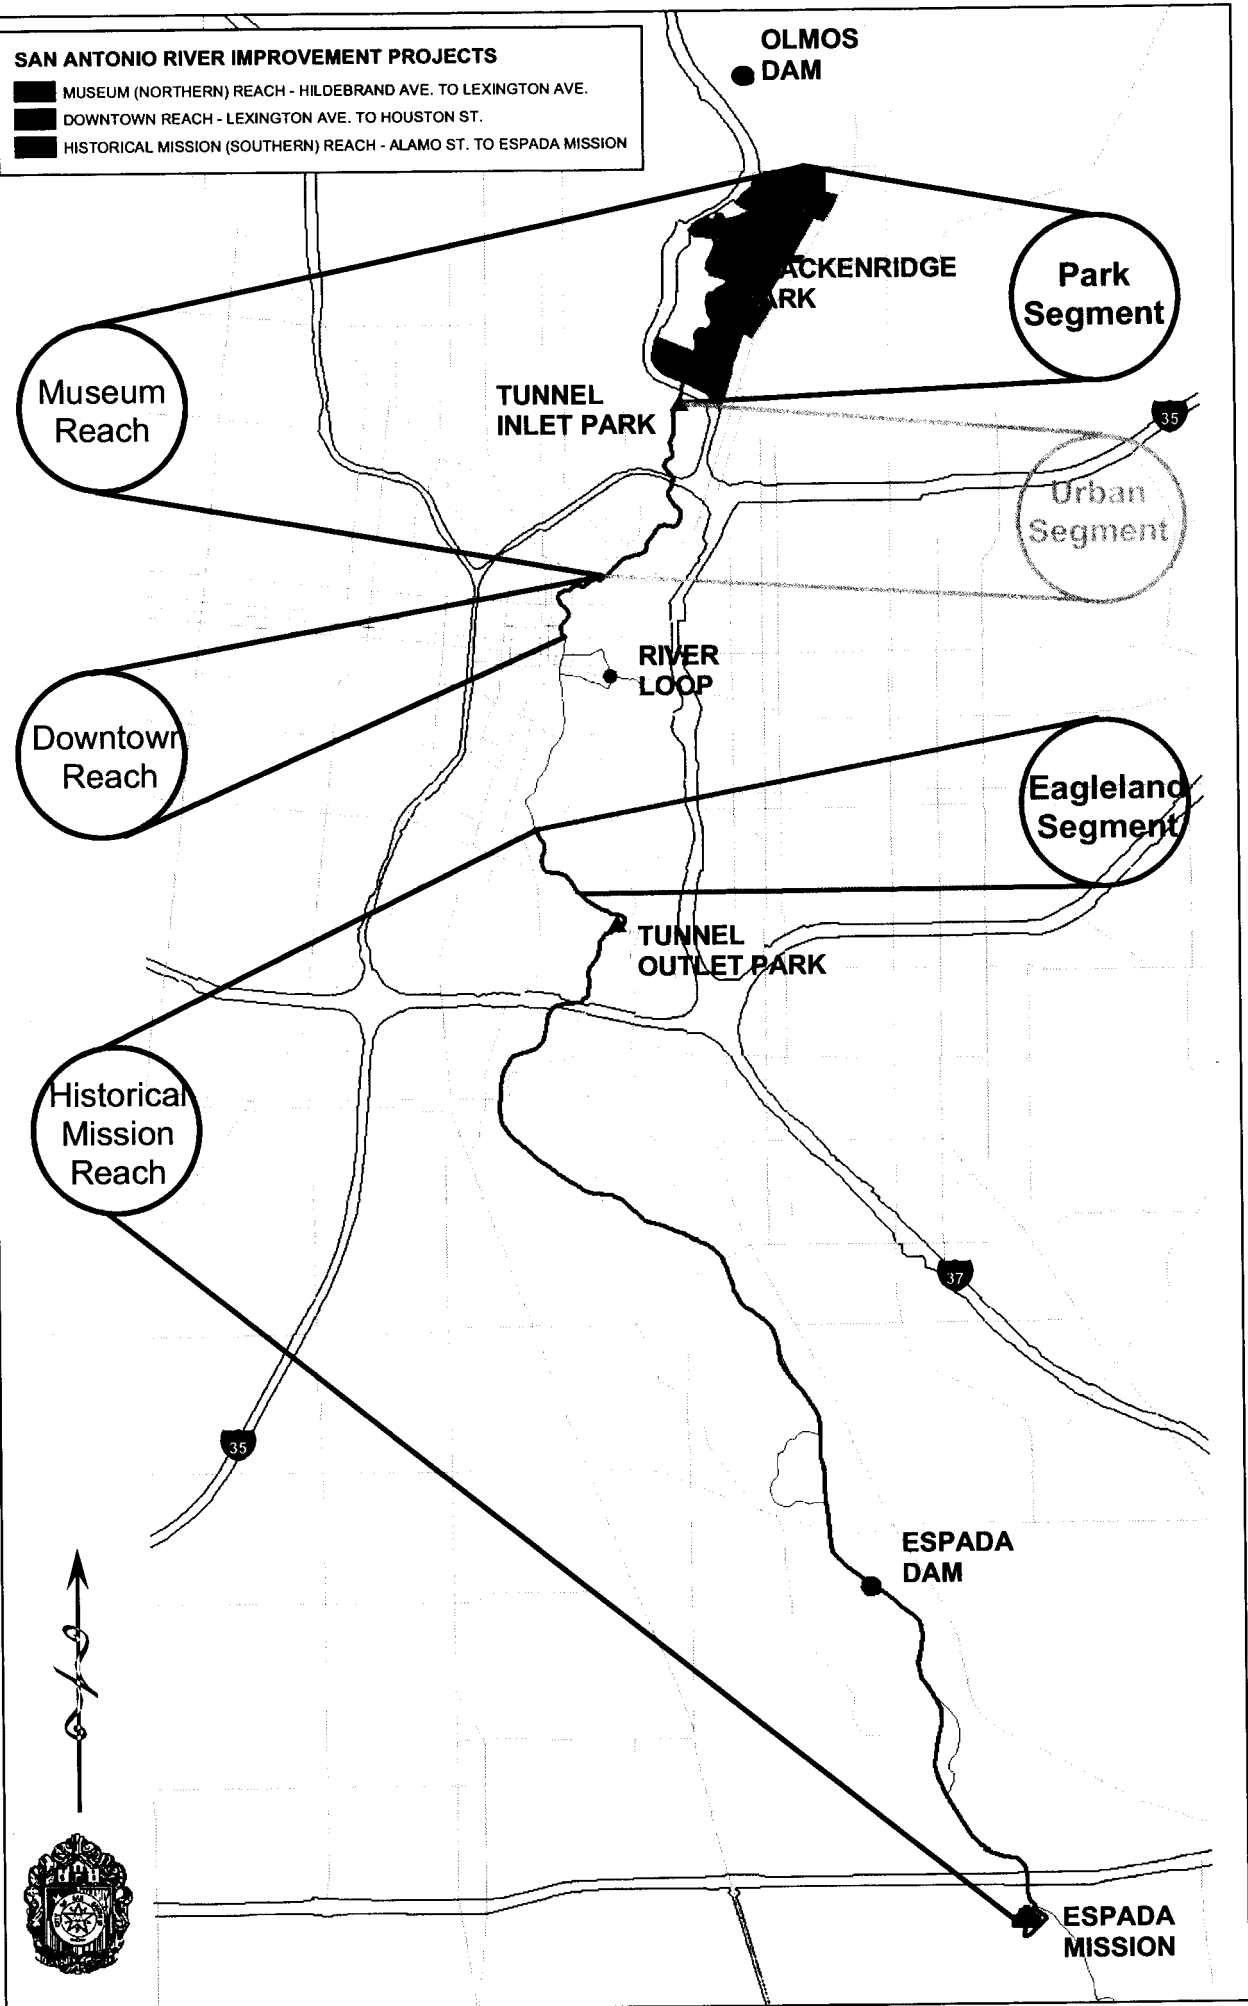 SAN ANTONIO RIVER IMPROVEMENT PROJECTS
MUSEUM (NORTHERN) REACH - HILDEBRAND AVE. TO LEXINGTON AVE.
DOWNTOWN REACH - LEXINGTON AVE. TO HOUSTON ST.
HISTORICAL MISSION (SOUTHERN) REACH - ALAMO ST. TO ESPADA MISSION
OLMOS
DAM
ACKENRIDGE
ARK
Park
Segment
Museum
Reach
TUNNEL
INLET PARK
35
Urban
Segment
RIVER
LOOP
Downtown
Reach
Eagleland
Segment
TUNNEL
OUTLET PARK
Historical
Mission
Reach
37
35
ESPADA
DAM
ESPADA
MISSION